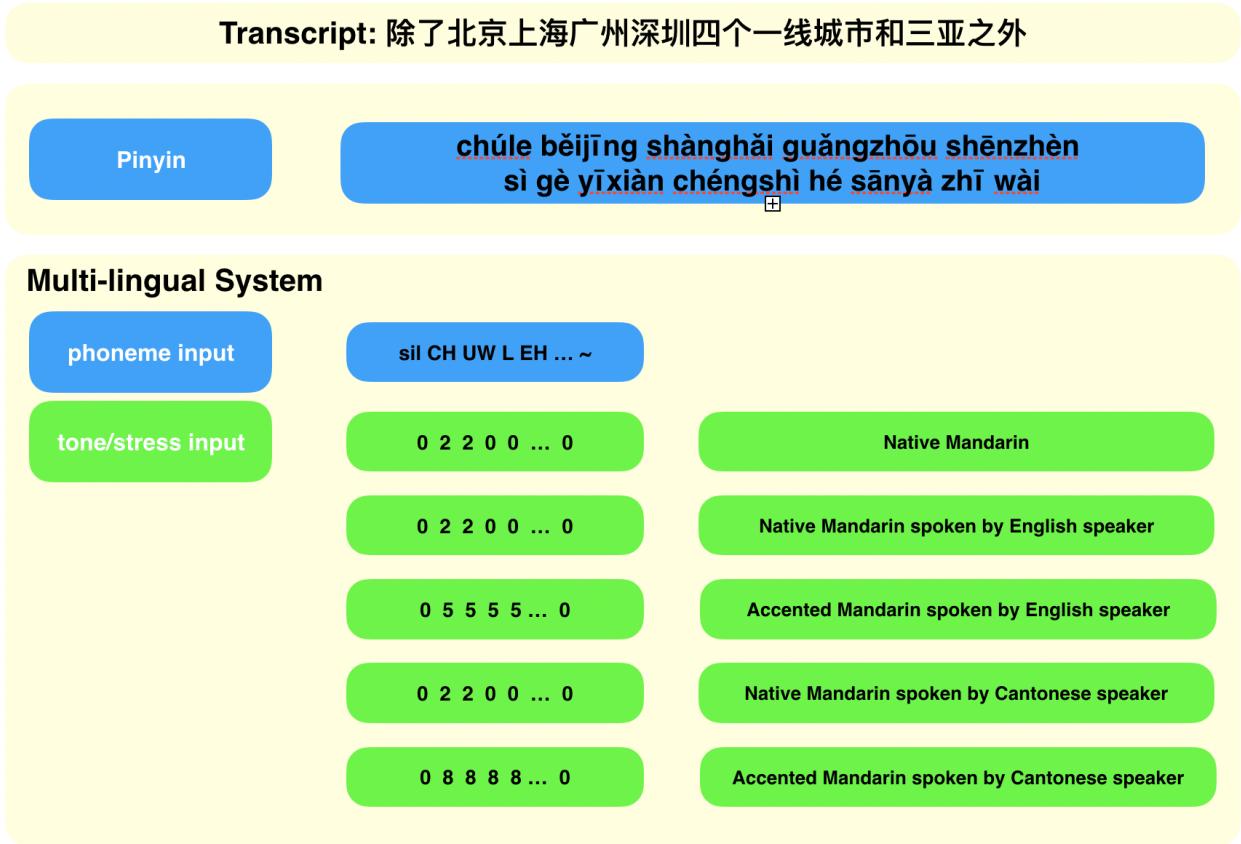 Transcript: 除了北京上海广州深圳四个一线城市和三亚之外
Pinyin
chúle běijīng shànghǎi guǎngzhōu shēnzhèn
sì gè yīxiàn chéngshì hé sānyà zhī wài
Multi-lingual System
phoneme input
sil CH UW L EH ... ~
tone/stress input
0 2 2 0 0 ... 0
Native Mandarin
0 2 2 0 0 ... 0
Native Mandarin spoken by English speaker
0 5 5 5 5 ... 0
Accented Mandarin spoken by English speaker
0 2 2 0 0 ... 0
Native Mandarin spoken by Cantonese speaker
0 8 8 8 8 ... 0
Accented Mandarin spoken by Cantonese speaker